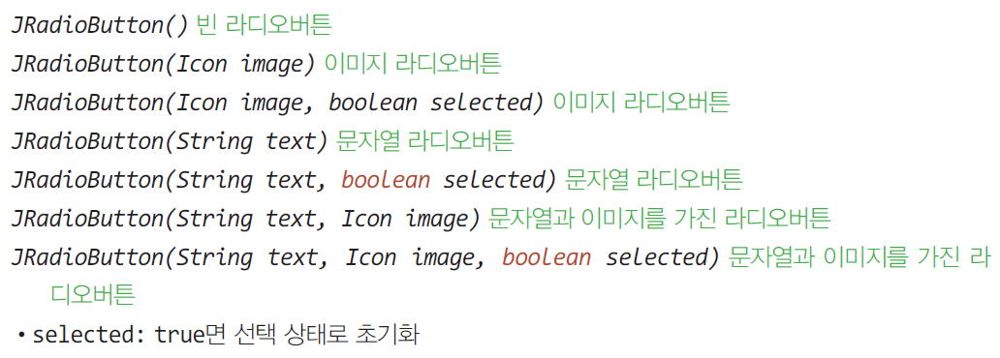 JRadioButton() 빈 라디오버튼
JRadioButton(Icon image) 이미지 라디오버튼
JRadioButton(Icon image, boolean selected) 이미지 라디오버튼
JRadioButton(String text) 문자열 라디오버튼
JRadioButton(String text, boolean selected) 문자열 라디오버튼
JRadioButton(String text, Icon image) 문자열과 이미지를 가진 라디오버튼
JRadioButton(String text, Icon image, boolean selected) 문자열과 이미지를 가진 라
디오버튼
• selected: true면 선택 상태로 초기화